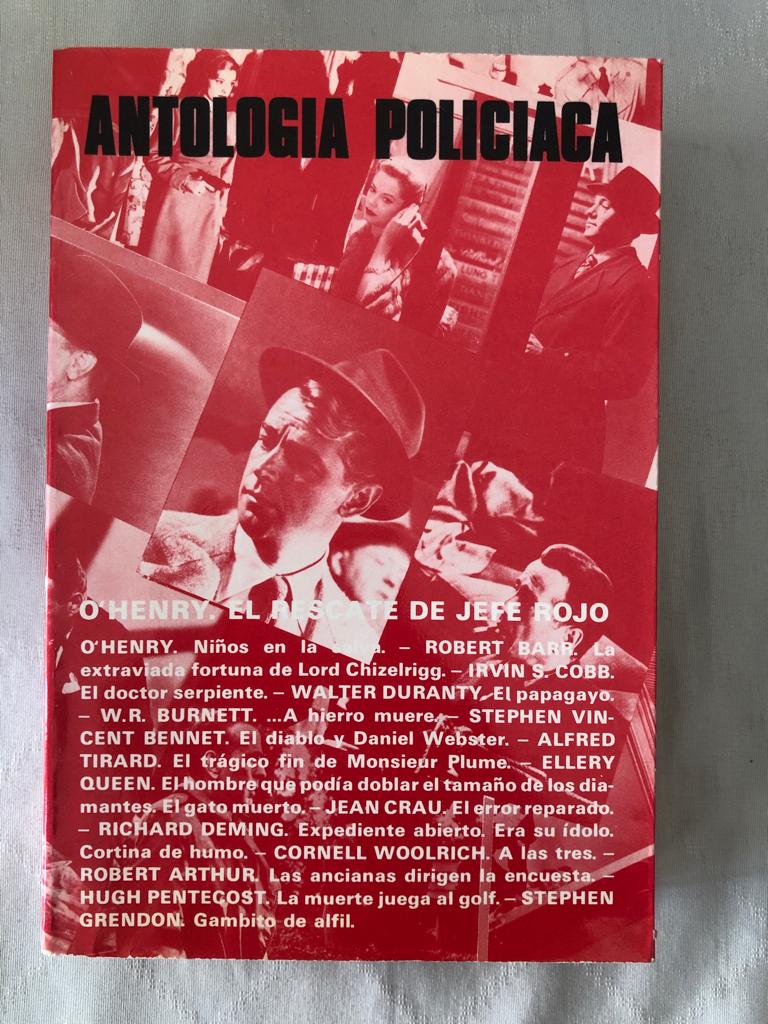 ANTOLOGIA POLICIACA
O'HENRY. EL RESCATE DE JEFE ROJO
O'HENRY. Niños en la selva. – ROBERT BARR. La
extraviada fortuna de Lord Chizelrigg. – IRVIN S. COBB.
El doctor serpiente. – WALTER DURANTY. El papagayo.
– W.R. BURNETT. ...A hierro muere. – STEPHEN VIN-
CENT BENNET. El diablo y Daniel Webster. – ALFRED
TIRARD. El trágico fin de Monsieur Plume. – ELLERY
QUEEN. El hombre que podía doblar el tamaño de los dia-
mantes. El gato muerto. – JEAN CRAU. El error reparado.
– RICHARD DEMING. Expediente abierto. Era su ídolo.
Cortina de humo. – CORNELL WOOLRICH. A las tres. –
ROBERT ARTHUR. Las ancianas dirigen la encuesta. –
HUGH PENTECOST. La muerte juega al golf. – STEPHEN
GRENDON. Gambito de alfil.